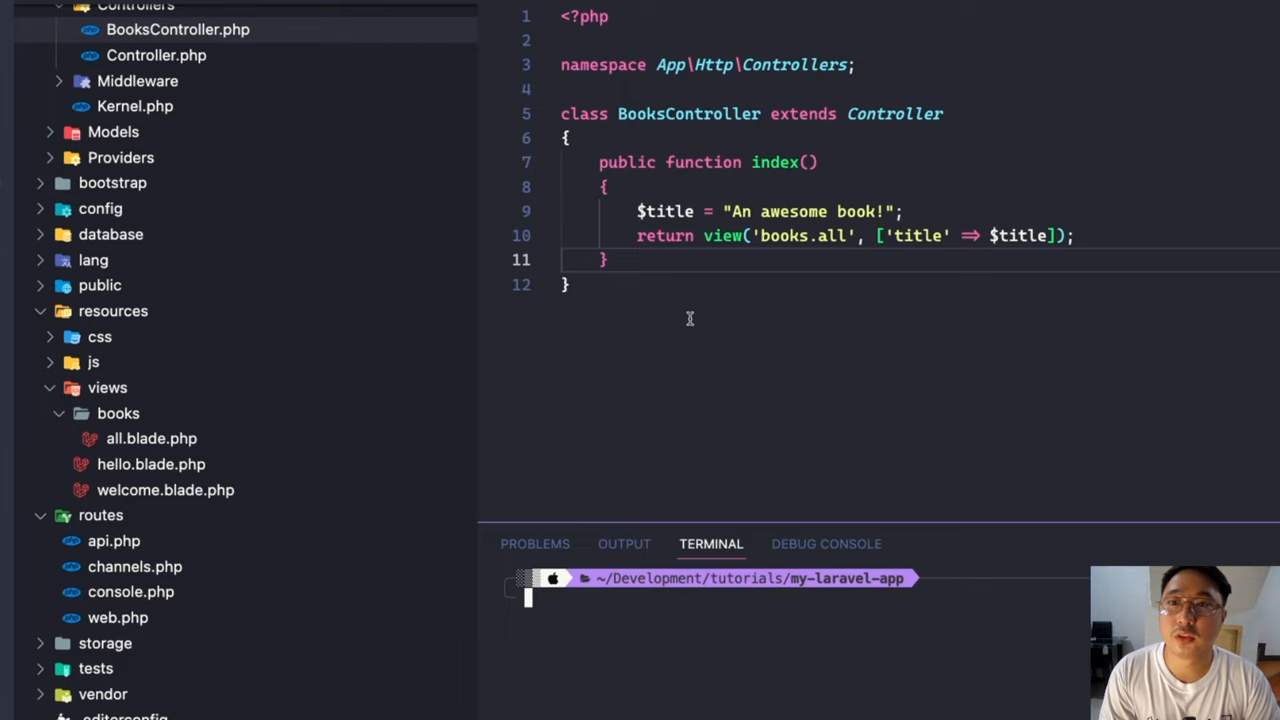 Controllers
BooksController.php
Controller.php
Middleware
Kernel.php
Models
Providers
bootstrap
config
database
lang
public
resources
css
js
views
books
all.blade.php
hello.blade.php
welcome.blade.php
routes
api.php
channels.php
console.php
web.php
storage
tests
vendor
.editorconfig
1 <?php
2
3 namespace App\Http\Controllers;
4
5 class BooksController extends Controller
6 {
7 public function index()
8 {
9 $title = "An awesome book!";
10 return view('books.all', ['title' => $title]);
11 }
12 }
PROBLEMS OUTPUT TERMINAL DEBUG CONSOLE
~/Development/tutorials/my-laravel-app